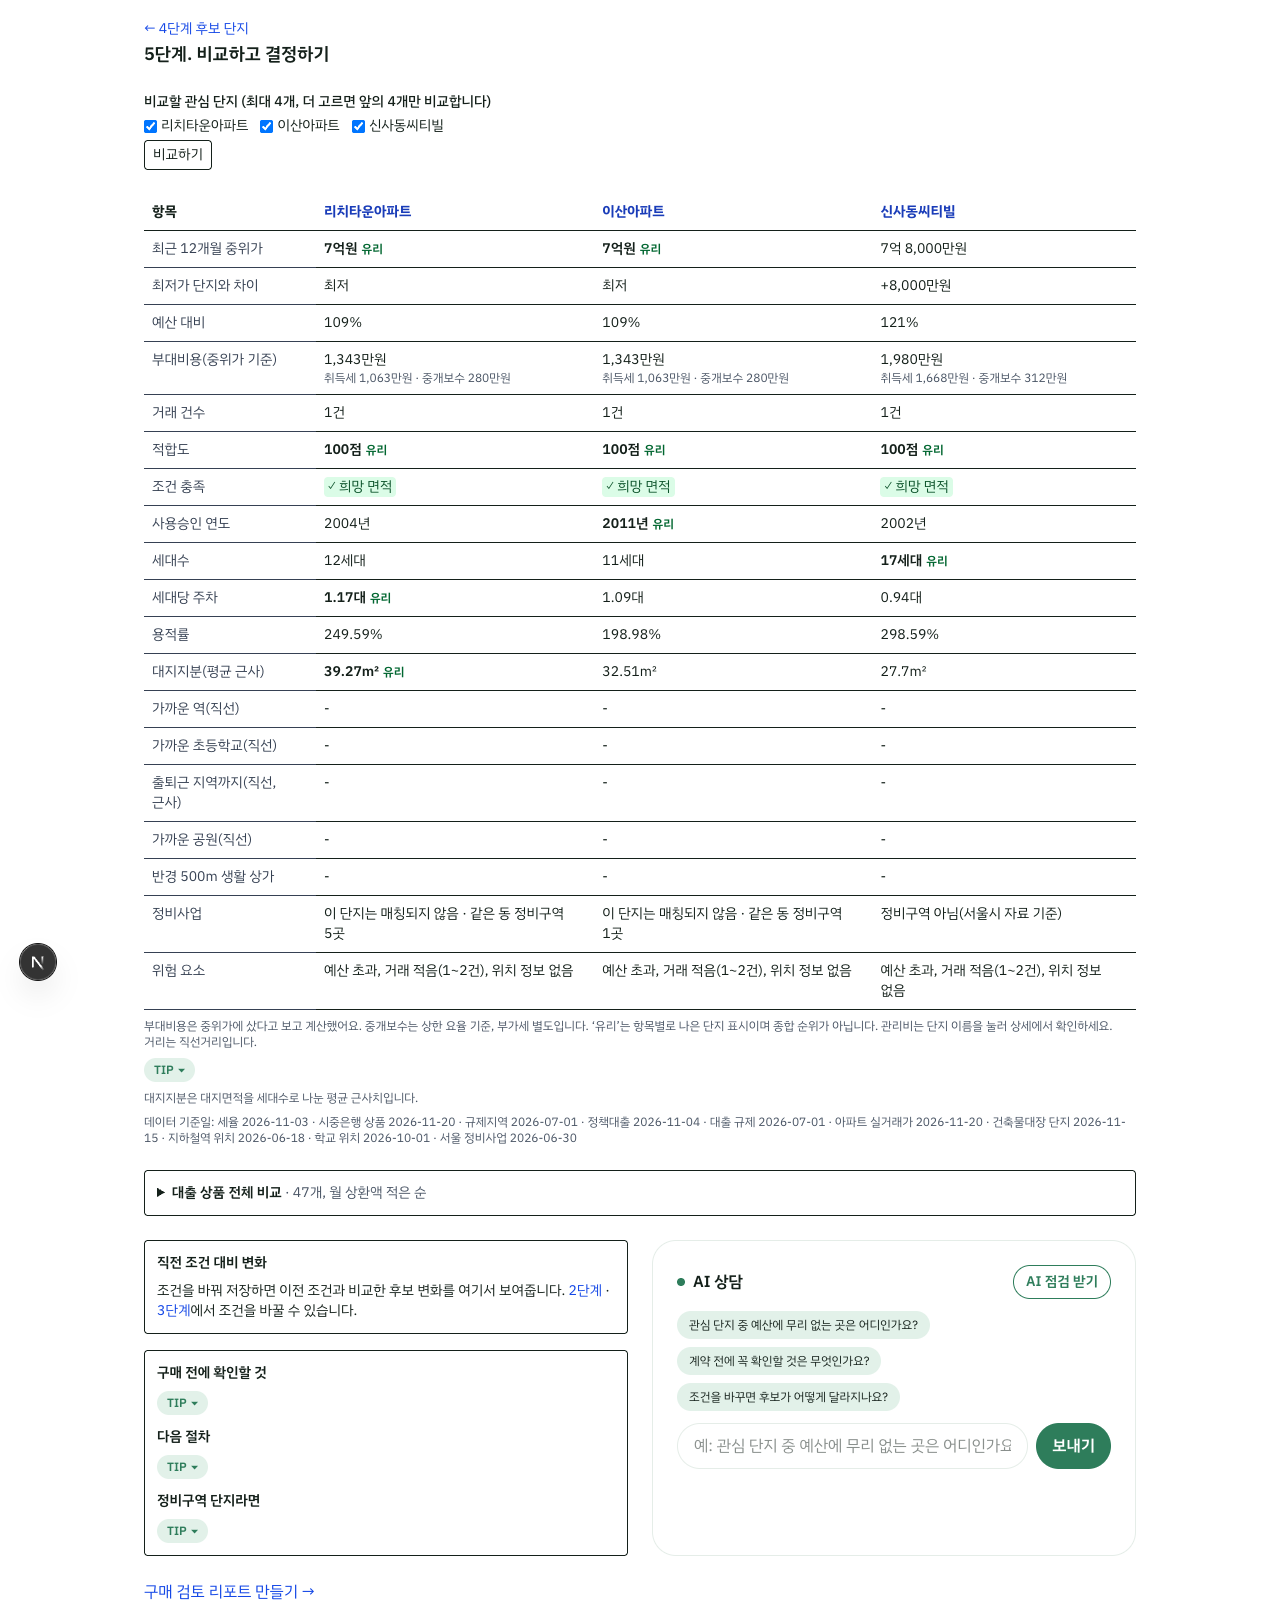 ← 4단계 후보 단지
5단계. 비교하고 결정하기
비교할 관심 단지 (최대 4개, 더 고르면 앞의 4개만 비교합니다)
리치타운아파트 이산아파트 신사동씨티빌
비교하기
항목 리치타운아파트 이산아파트 신사동씨티빌
최근 12개월 중위가 7억원 유리 7억원 유리 7억 8,000만원
최저가 단지와 차이 최저 최저 +8,000만원
예산 대비 109% 109% 121%
부대비용(중위가 기준) 1,343만원 1,343만원 1,980만원
취득세 1,063만원 · 중개보수 280만원 취득세 1,063만원 · 중개보수 280만원 취득세 1,668만원 · 중개보수 312만원
거래 건수 1건 1건 1건
적합도 100점 유리 100점 유리 100점 유리
조건 충족 ✓ 희망 면적 ✓ 희망 면적 ✓ 희망 면적
사용승인 연도 2004년 2011년 유리 2002년
세대수 12세대 11세대 17세대 유리
세대당 주차 1.17대 유리 1.09대 0.94대
용적률 249.59% 198.98% 298.59%
대지지분(평균 근사) 39.27m² 유리 32.51m² 27.7m²
가까운 역(직선) - - -
가까운 초등학교(직선) - - -
출퇴근 지역까지(직선, - - -
근사)
가까운 공원(직선) - - -
반경 500m 생활 상가 - - -
정비사업 이 단지는 매칭되지 않음 · 같은 동 정비구역 이 단지는 매칭되지 않음 · 같은 동 정비구역 정비구역 아님(서울시 자료 기준)
5곳 1곳
위험 요소 예산 초과, 거래 적음(1~2건), 위치 정보 없음 예산 초과, 거래 적음(1~2건), 위치 정보 없음 예산 초과, 거래 적음(1~2건), 위치 정보
없음
부대비용은 중위가에 샀다고 보고 계산했어요. 중개보수는 상한 요율 기준, 부가세 별도입니다. ‘유리’는 항목별로 나은 단지 표시이며 종합 순위가 아닙니다. 관리비는 단지 이름을 눌러 상세에서 확인하세요.
거리는 직선거리입니다.
TIP
대지지분은 대지면적을 세대수로 나눈 평균 근사치입니다.
데이터 기준일: 세율 2026-11-03 · 시중은행 상품 2026-11-20 · 규제지역 2026-07-01 · 정책대출 2026-11-04 · 대출 규제 2026-07-01 · 아파트 실거래가 2026-11-20 · 건축물대장 단지 2026-11-
15 · 지하철역 위치 2026-06-18 · 학교 위치 2026-10-01 · 서울 정비사업 2026-06-30
▶ 대출 상품 전체 비교 · 47개, 월 상환액 적은 순
직전 조건 대비 변화
조건을 바꿔 저장하면 이전 조건과 비교한 후보 변화를 여기서 보여줍니다. 2단계 ·
3단계에서 조건을 바꿀 수 있습니다.
구매 전에 확인할 것
TIP
다음 절차
TIP
정비구역 단지라면
TIP
AI 상담
AI 점검 받기
관심 단지 중 예산에 무리 없는 곳은 어디인가요?
계약 전에 꼭 확인할 것은 무엇인가요?
조건을 바꾸면 후보가 어떻게 달라지나요?
예: 관심 단지 중 예산에 무리 없는 곳은 어디인가요
보내기
구매 검토 리포트 만들기 →
N